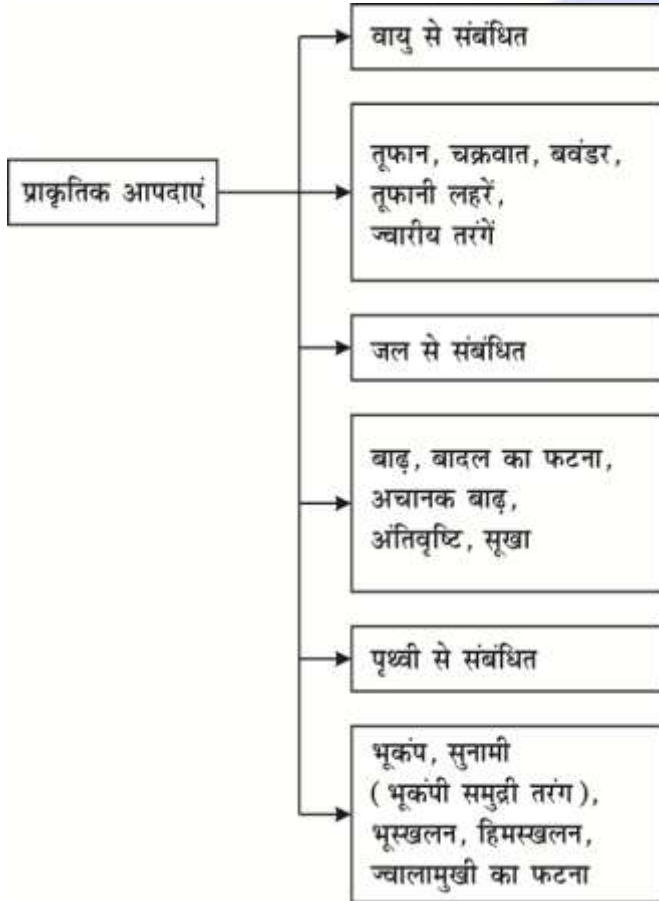 वायु से संबंधित
तूफान, चक्रवात, बवंडर,
तूफानी लहरें,
ज्वारीय तरंगें
प्राकृतिक आपदाएं
जल से संबंधित
बाढ़, बादल का फटना,
अचानक बाढ़,
अंतिवृष्टि, सूखा
पृथ्वी से संबंधित
भूकंप, सुनामी
(भूकंपी समुद्री तरंग),
भूस्खलन, हिमस्खलन,
ज्वालामुखी का फटना